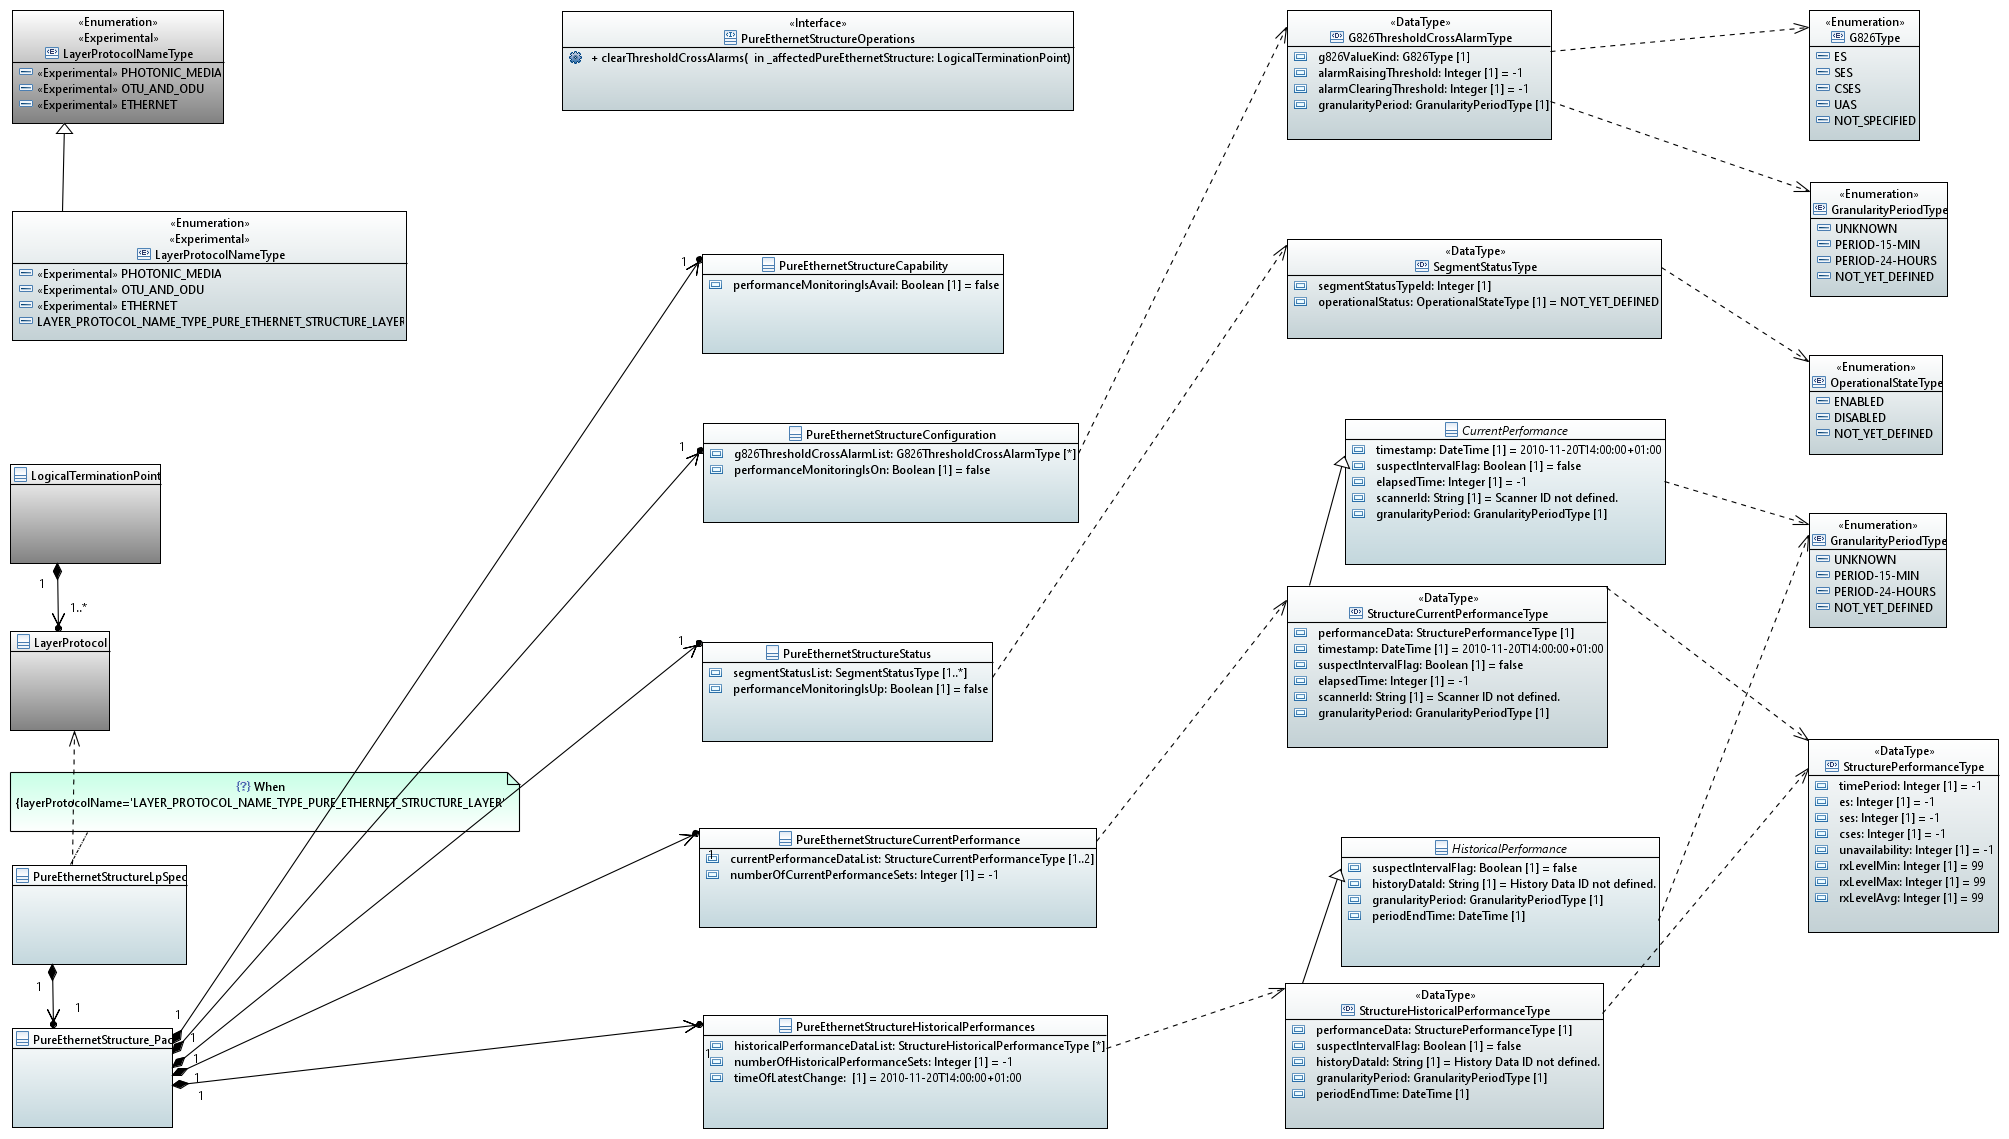 «Enumeration»
«Experimental»
LayerProtocolNameType
«Experimental» PHOTONIC_MEDIA
«Experimental» OTU_AND_ODU
«Experimental» ETHERNET
«Enumeration»
«Experimental»
LayerProtocolNameType
«Experimental» PHOTONIC_MEDIA
«Experimental» OTU_AND_ODU
«Experimental» ETHERNET
LAYER_PROTOCOL_NAME_TYPE_PURE_ETHERNET_STRUCTURE_LAYER
LogicalTerminationPoint
1
1..*
LayerProtocol
{?} When
{layerProtocolName='LAYER_PROTOCOL_NAME_TYPE_PURE_ETHERNET_STRUCTURE_LAYER'
PureEthernetStructureLpSpec
1
1
PureEthernetStructure_Pac
1
1
1
1
1
«Interface»
PureEthernetStructureOperations
+ clearThresholdCrossAlarms(  in _affectedPureEthernetStructure: LogicalTerminationPoint)
1
PureEthernetStructureCapability
performanceMonitoringIsAvail: Boolean [1] = false
1
PureEthernetStructureConfiguration
g826ThresholdCrossAlarmList: G826ThresholdCrossAlarmType [*]
performanceMonitoringIsOn: Boolean [1] = false
1
PureEthernetStructureStatus
segmentStatusList: SegmentStatusType [1..*]
performanceMonitoringIsUp: Boolean [1] = false
PureEthernetStructureCurrentPerformance
1
currentPerformanceDataList: StructureCurrentPerformanceType [1..2]
numberOfCurrentPerformanceSets: Integer [1] = -1
PureEthernetStructureHistoricalPerformances
historicalPerformanceDataList: StructureHistoricalPerformanceType [*]
1
numberOfHistoricalPerformanceSets: Integer [1] = -1
timeOfLatestChange:  [1] = 2010-11-20T14:00:00+01:00
«DataType»
G826ThresholdCrossAlarmType
g826ValueKind: G826Type [1]
alarmRaisingThreshold: Integer [1] = -1
alarmClearingThreshold: Integer [1] = -1
granularityPeriod: GranularityPeriodType [1]
«DataType»
SegmentStatusType
segmentStatusTypeId: Integer [1]
operationalStatus: OperationalStateType [1] = NOT_YET_DEFINED
CurrentPerformance
timestamp: DateTime [1] = 2010-11-20T14:00:00+01:00
suspectIntervalFlag: Boolean [1] = false
elapsedTime: Integer [1] = -1
scannerId: String [1] = Scanner ID not defined.
granularityPeriod: GranularityPeriodType [1]
«DataType»
StructureCurrentPerformanceType
performanceData: StructurePerformanceType [1]
timestamp: DateTime [1] = 2010-11-20T14:00:00+01:00
suspectIntervalFlag: Boolean [1] = false
elapsedTime: Integer [1] = -1
scannerId: String [1] = Scanner ID not defined.
granularityPeriod: GranularityPeriodType [1]
HistoricalPerformance
suspectIntervalFlag: Boolean [1] = false
historyDataId: String [1] = History Data ID not defined.
granularityPeriod: GranularityPeriodType [1]
periodEndTime: DateTime [1]
«DataType»
StructureHistoricalPerformanceType
performanceData: StructurePerformanceType [1]
suspectIntervalFlag: Boolean [1] = false
historyDataId: String [1] = History Data ID not defined.
granularityPeriod: GranularityPeriodType [1]
periodEndTime: DateTime [1]
«Enumeration»
G826Type
ES
SES
CSES
UAS
NOT_SPECIFIED
«Enumeration»
GranularityPeriodType
UNKNOWN
PERIOD-15-MIN
PERIOD-24-HOURS
NOT_YET_DEFINED
«Enumeration»
OperationalStateType
ENABLED
DISABLED
NOT_YET_DEFINED
«Enumeration»
GranularityPeriodType
UNKNOWN
PERIOD-15-MIN
PERIOD-24-HOURS
NOT_YET_DEFINED
«DataType»
StructurePerformanceType
timePeriod: Integer [1] = -1
es: Integer [1] = -1
ses: Integer [1] = -1
cses: Integer [1] = -1
unavailability: Integer [1] = -1
rxLevelMin: Integer [1] = 99
rxLevelMax: Integer [1] = 99
rxLevelAvg: Integer [1] = 99